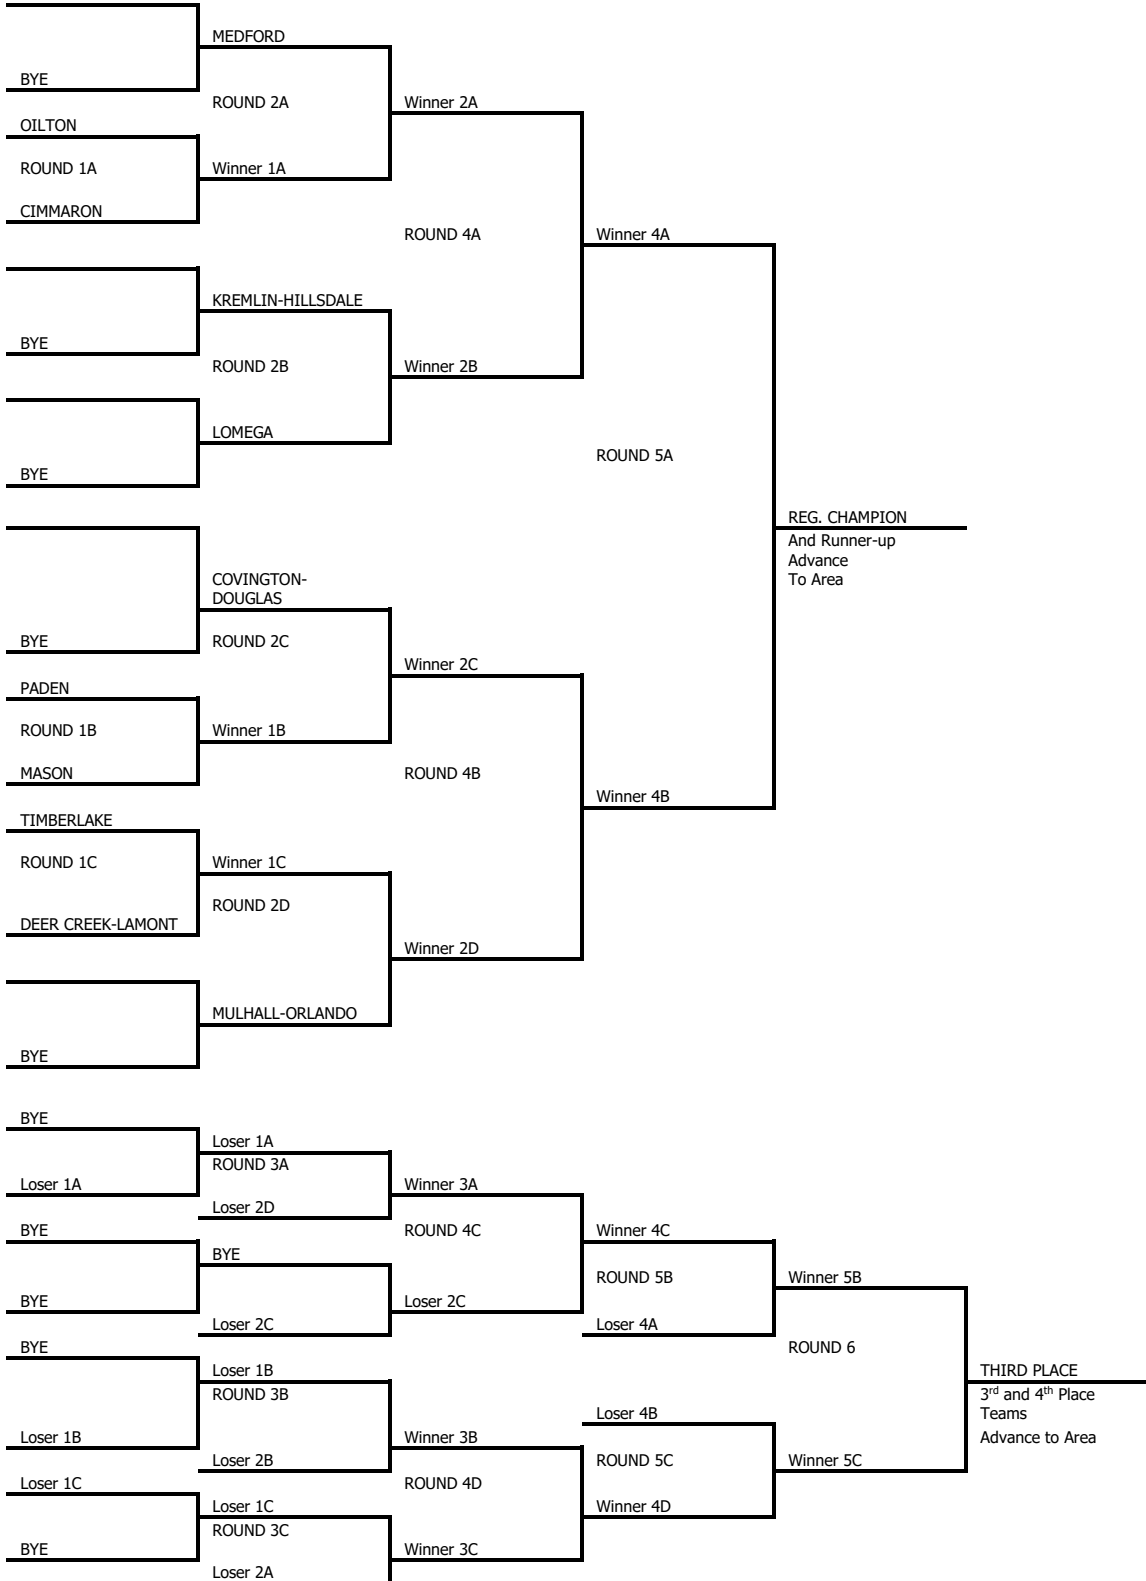 MEDFORD
BYE
ROUND 2A
Winner 2A
OILTON
ROUND 1A
Winner 1A
CIMMARON
ROUND 4A
Winner 4A
KREMLIN-HILLSDALE
BYE
ROUND 2B
Winner 2B
LOMEGA
ROUND 5A
BYE
REG. CHAMPION
And Runner-up
Advance
To Area
COVINGTON-
DOUGLAS
BYE
ROUND 2C
Winner 2C
PADEN
ROUND 1B
Winner 1B
MASON
ROUND 4B
Winner 4B
TIMBERLAKE
ROUND 1C
Winner 1C
ROUND 2D
DEER CREEK-LAMONT
Winner 2D
MULHALL-ORLANDO
BYE
BYE
Loser 1A
ROUND 3A
Loser 1A
Winner 3A
Loser 2D
BYE
ROUND 4C
Winner 4C
BYE
ROUND 5B
Winner 5B
BYE
Loser 2C
Loser 2C
Loser 4A
BYE
ROUND 6
Loser 1B
THIRD PLACE
ROUND 3B
3rd and 4th Place
Teams
Loser 4B
Loser 1B
Winner 3B
Advance to Area
Loser 2B
ROUND 5C
Winner 5C
Loser 1C
ROUND 4D
Loser 1C
Winner 4D
ROUND 3C
BYE
Winner 3C
Loser 2A